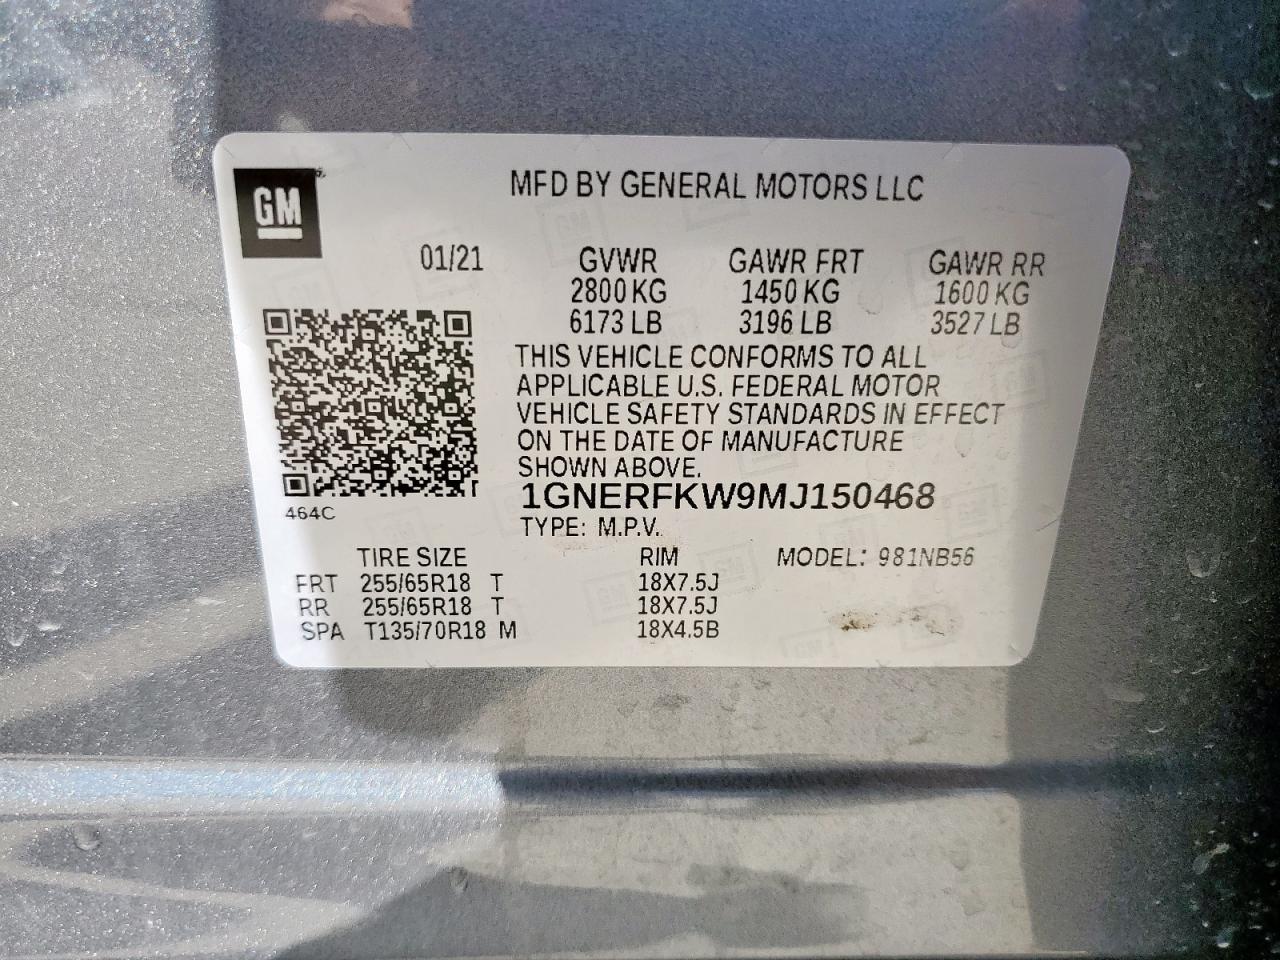 GM
MFD BY GENERAL MOTORS LLC
01/21 GVWR GAWR FRT GAWR RR
2800 KG 1450 KG 1600 KG
6173 LB 3196 LB 3527 LB
THIS VEHICLE CONFORMS TO ALL
APPLICABLE U.S. FEDERAL MOTOR
VEHICLE SAFETY STANDARDS IN EFFECT
ON THE DATE OF MANUFACTURE
SHOWN ABOVE.
1GNERFKW9MJ150468
464C
TYPE: M.P.V.
TIRE SIZE RIM MODEL: 981NB56
FRT 255/65R18 T 18X7.5J
RR 255/65R18 T 18X7.5J
SPA T135/70R18 M 18X4.5B